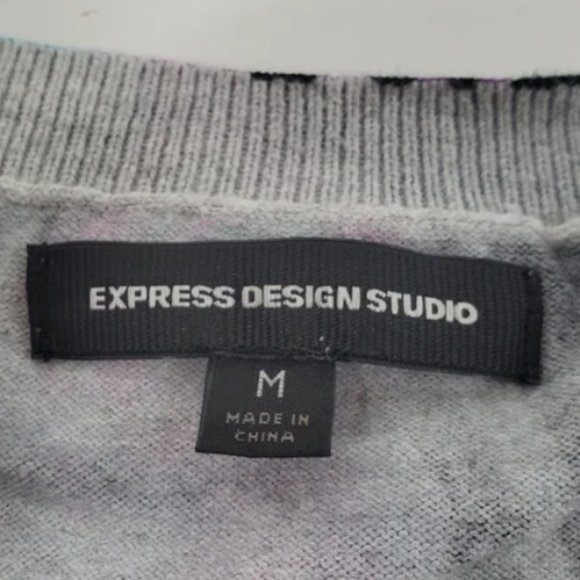 EXPRESS DESIGN STUDIO
M
MADE IN
CHINA